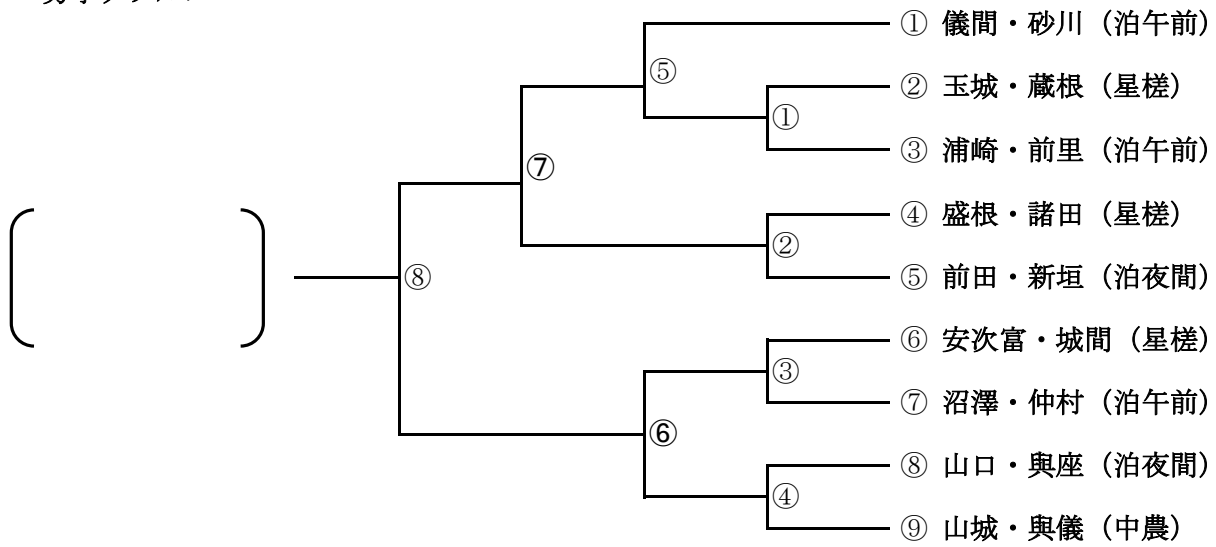 ① 儀間・砂川（泊午前）
⑤
② 玉城・蔵根（星槎）
①
③ 浦崎・前里（泊午前）
⑦
④ 盛根・諸田（星槎）
②
⑤ 前田・新垣（泊夜間）
⑧
⑥ 安次富・城間（星槎）
③
⑦ 沼澤・仲村（泊午前）
⑥
⑧ 山口・與座（泊夜間）
④
⑨ 山城・與儀（中農）